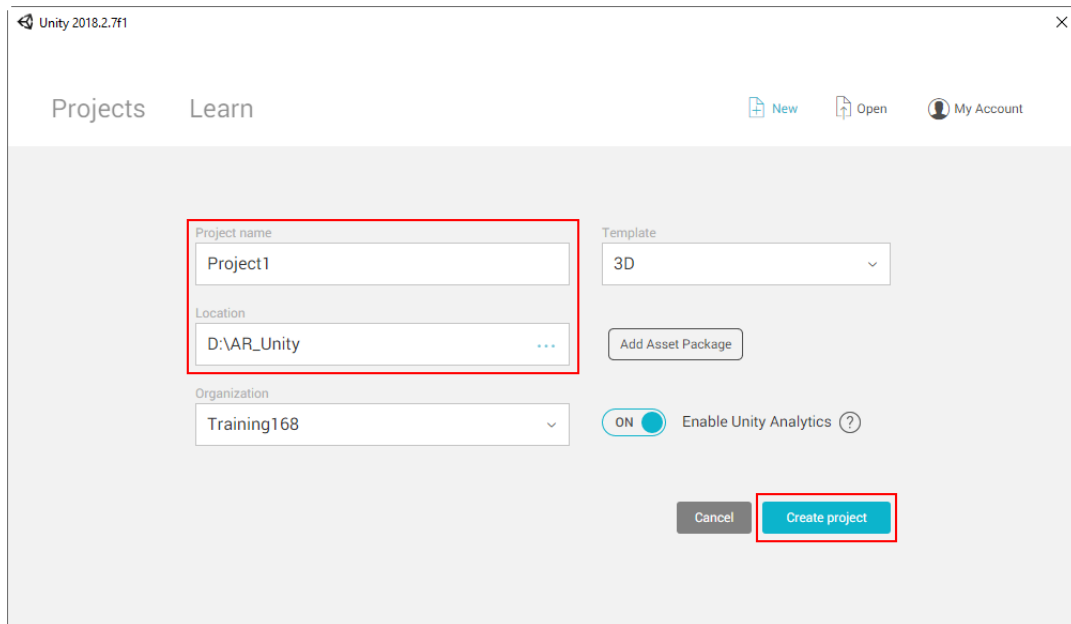 Unity 2018.2.7f1
Projects Learn New Open My Account
Project name Template
Project1 3D
Location
D:\AR_Unity ... Add Asset Package
Organization
Training168 ON Enable Unity Analytics ?
Cancel Create project